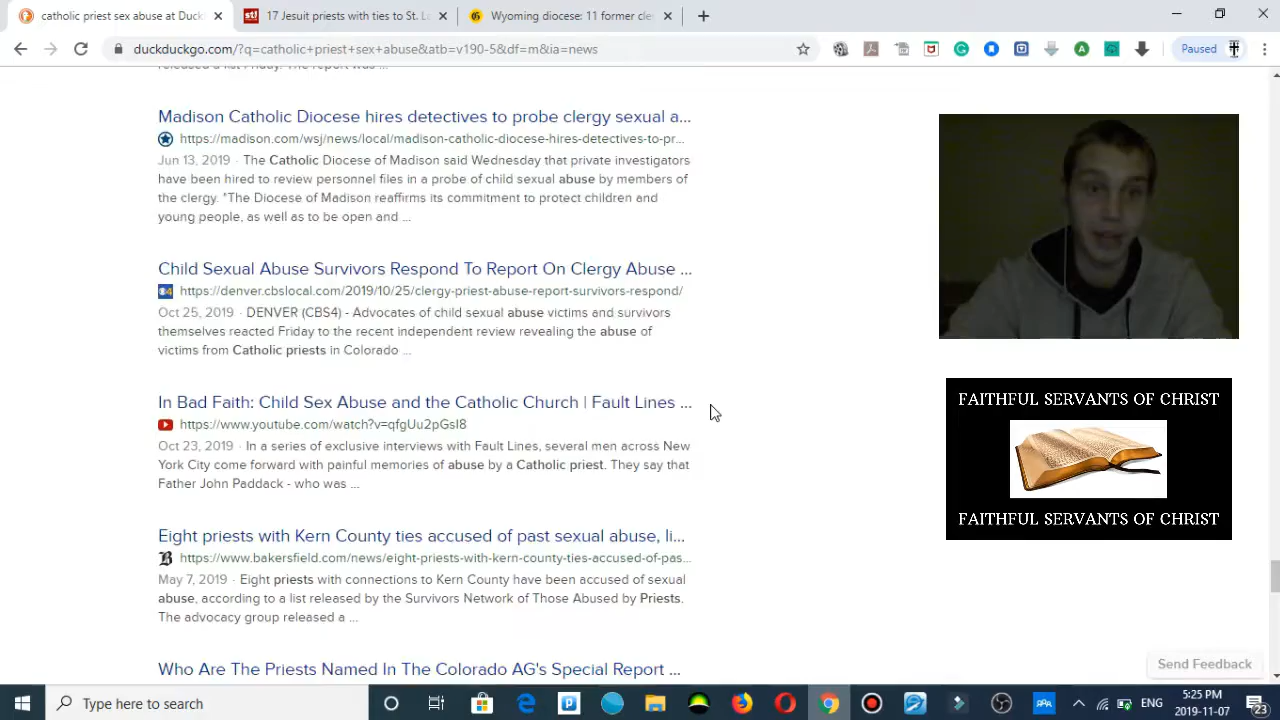 catholic priest sex abuse at Duck
17 Jesuit priests with ties to St. L
Wyoming diocese: 11 former cle
duckduckgo.com/?q=catholic+priest+sex+abuse&atb=v190-5&df=m&ia=news
Paused
released a list Friday. The report was ...
Madison Catholic Diocese hires detectives to probe clergy sexual a...
https://madison.com/wsj/news/local/madison-catholic-diocese-hires-detectives-to-pr...
Jun 13, 2019 · The Catholic Diocese of Madison said Wednesday that private investigators
have been hired to review personnel files in a probe of child sexual abuse by members of
the clergy. "The Diocese of Madison reaffirms its commitment to protect children and
young people, as well as to be open and ...
Child Sexual Abuse Survivors Respond To Report On Clergy Abuse ...
https://denver.cbslocal.com/2019/10/25/clergy-priest-abuse-report-survivors-respond/
Oct 25, 2019 · DENVER (CBS4) - Advocates of child sexual abuse victims and survivors
themselves reacted Friday to the recent independent review revealing the abuse of
victims from Catholic priests in Colorado ...
In Bad Faith: Child Sex Abuse and the Catholic Church | Fault Lines ...
https://www.youtube.com/watch?v=qfgUu2pGsI8
Oct 23, 2019 · In a series of exclusive interviews with Fault Lines, several men across New
York City come forward with painful memories of abuse by a Catholic priest. They say that
Father John Paddack - who was ...
Eight priests with Kern County ties accused of past sexual abuse, li...
https://www.bakersfield.com/news/eight-priests-with-kern-county-ties-accused-of-pas...
May 7, 2019 · Eight priests with connections to Kern County have been accused of sexual
abuse, according to a list released by the Survivors Network of Those Abused by Priests.
The advocacy group released a ...
Who Are The Priests Named In The Colorado AG's Special Report ...
FAITHFUL SERVANTS OF CHRIST
FAITHFUL SERVANTS OF CHRIST
Send Feedback
Type here to search
ENG
5:25 PM
2019-11-07
23